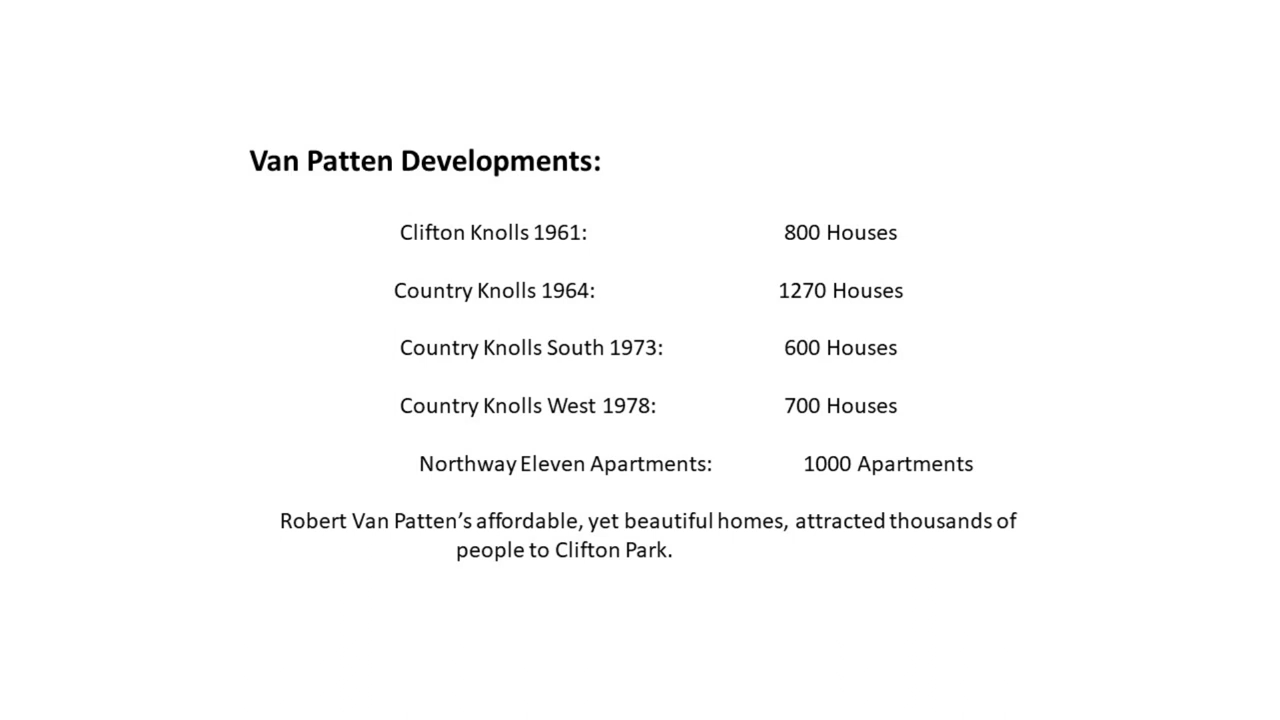 Van Patten Developments:
Clifton Knolls 1961: 800 Houses
Country Knolls 1964: 1270 Houses
Country Knolls South 1973: 600 Houses
Country Knolls West 1978: 700 Houses
Northway Eleven Apartments: 1000 Apartments
Robert Van Patten’s affordable, yet beautiful homes, attracted thousands of
people to Clifton Park.